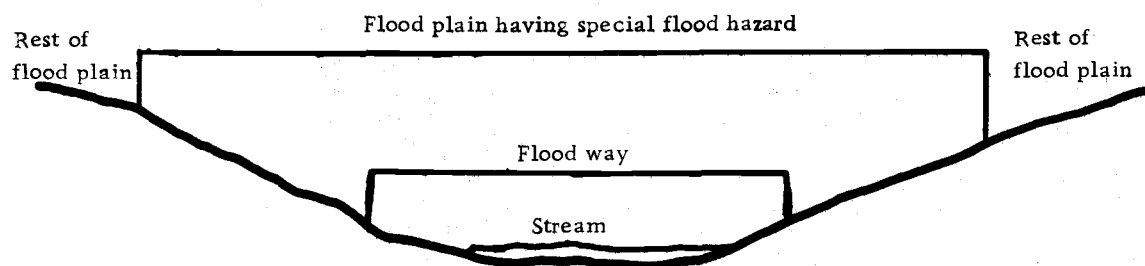 Flood plain having special flood hazard
Rest of
flood plain
Rest of
flood plain
Flood way
Stream